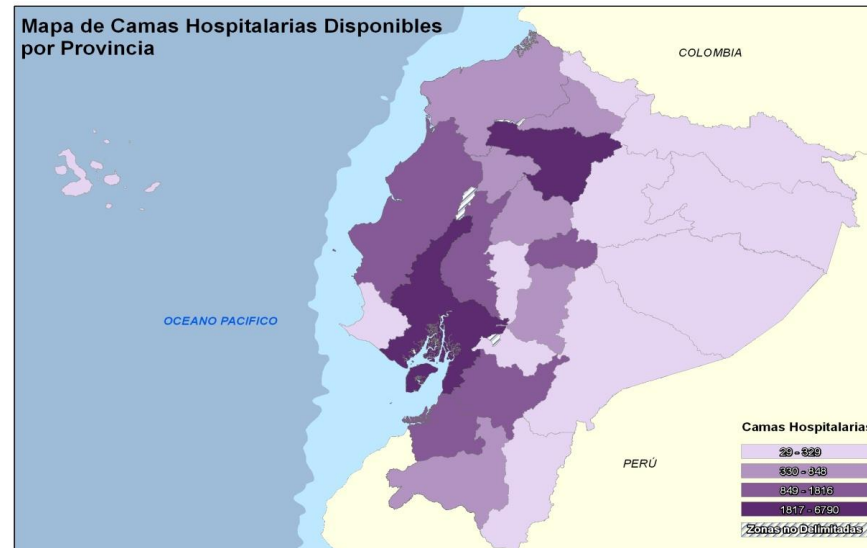 Mapa de Camas Hospitalarias Disponibles
por Provincia
COLOMBIA
OCEANO PACIFICO
PERÚ
Camas Hospitalarias
29 - 329
330 - 848
849 - 1816
1817 - 6790
Zonas no Delimitadas